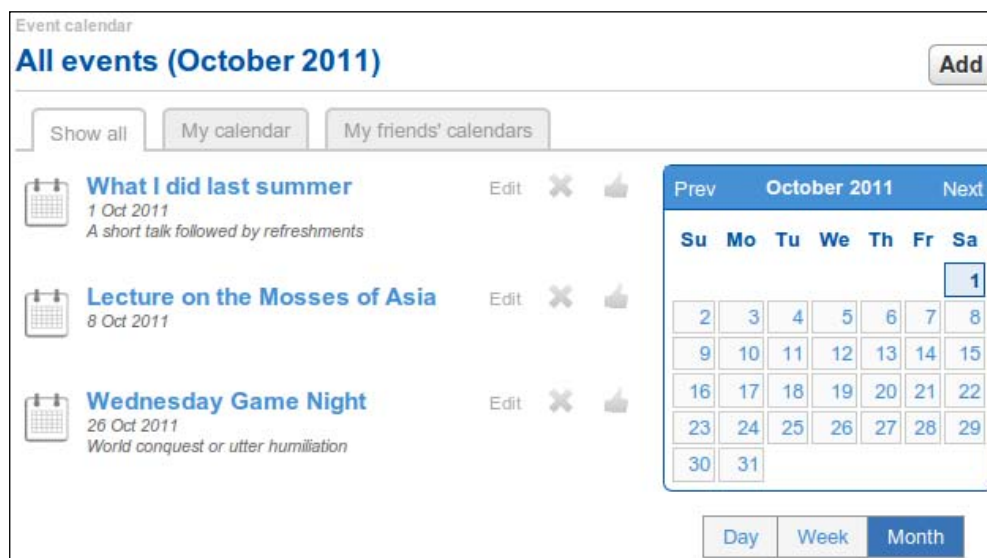 Event calendar
All events (October 2011)
Add
Show all My calendar My friends' calendars
What I did last summer Edit
1 Oct 2011
A short talk followed by refreshments
Lecture on the Mosses of Asia Edit
8 Oct 2011
Wednesday Game Night Edit
26 Oct 2011
World conquest or utter humiliation
Prev October 2011 Next
Su Mo Tu We Th Fr Sa
1
2 3 4 5 6 7 8
9 10 11 12 13 14 15
16 17 18 19 20 21 22
23 24 25 26 27 28 29
30 31
Day Week Month